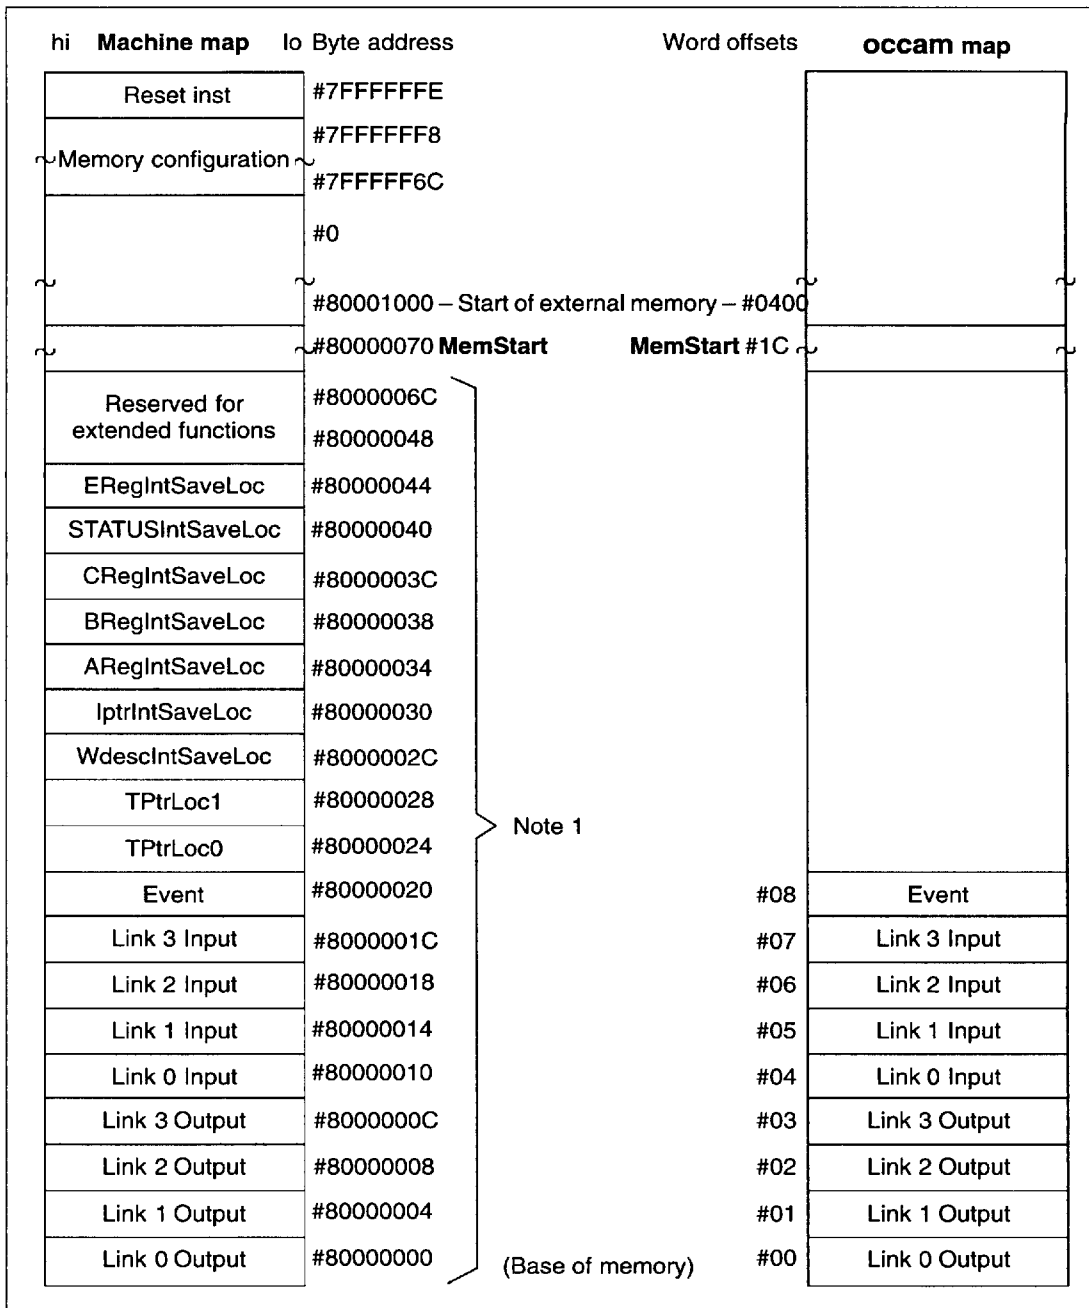 hi Machine map lo Byte address Word offsets occam map
Reset inst #7FFFFFFE
#7FFFFFF8
Memory configuration
#7FFFFF6C
#0
#80001000 – Start of external memory – #0400
#80000070 MemStart MemStart #1C
Reserved for #8000006C
extended functions #80000048
ERegIntSaveLoc #80000044
STATUSIntSaveLoc #80000040
CRegIntSaveLoc #8000003C
BRegIntSaveLoc #80000038
ARegIntSaveLoc #80000034
IptrIntSaveLoc #80000030
WdescIntSaveLoc #8000002C
TPtrLoc1 #80000028
Note 1
TPtrLoc0 #80000024
Event #80000020 #08 Event
Link 3 Input #8000001C #07 Link 3 Input
Link 2 Input #80000018 #06 Link 2 Input
Link 1 Input #80000014 #05 Link 1 Input
Link 0 Input #80000010 #04 Link 0 Input
Link 3 Output #8000000C #03 Link 3 Output
Link 2 Output #80000008 #02 Link 2 Output
Link 1 Output #80000004 #01 Link 1 Output
Link 0 Output #80000000 (Base of memory) #00 Link 0 Output